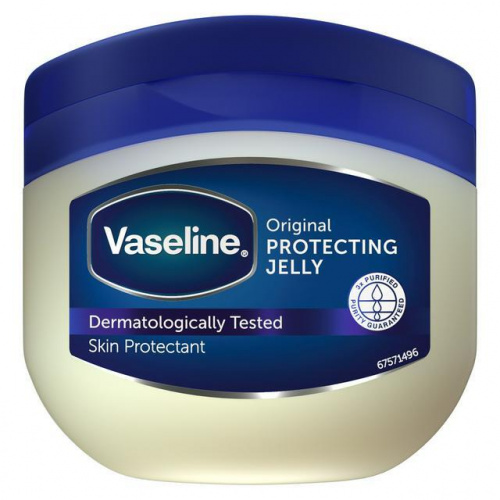 Vaseline®
Original
PROTECTING
JELLY
3X PURIFIED
PURITY GUARANTEED
Dermatologically Tested
Skin Protectant
67571496